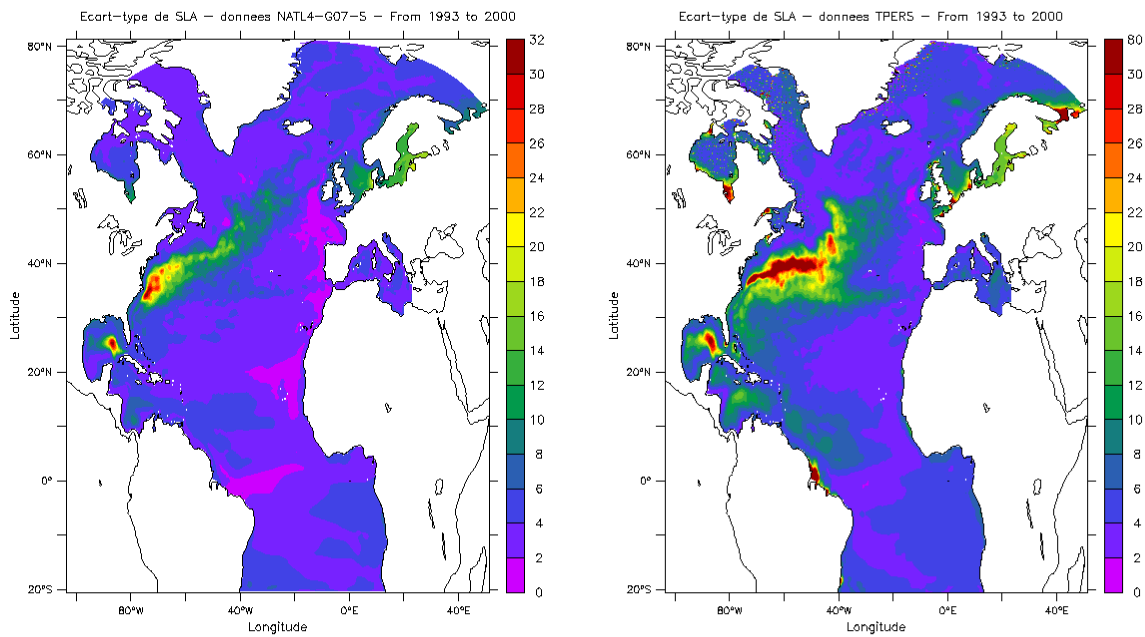 Ecart-type de SLA - donnees NATL4-G07-S - From 1993 to 2000
80°N
60°N
40°N
20°N
0°
20°S
Latitude
80°W
40°W
0°E
40°E
Longitude
32
30
28
26
24
22
20
18
16
14
12
10
8
6
4
2
0
Ecart-type de SLA - donnees TPERS - From 1993 to 2000
80°N
60°N
40°N
20°N
0°
20°S
Latitude
80°W
40°W
0°E
40°E
Longitude
80
30
28
26
24
22
20
18
16
14
12
10
8
6
4
2
0